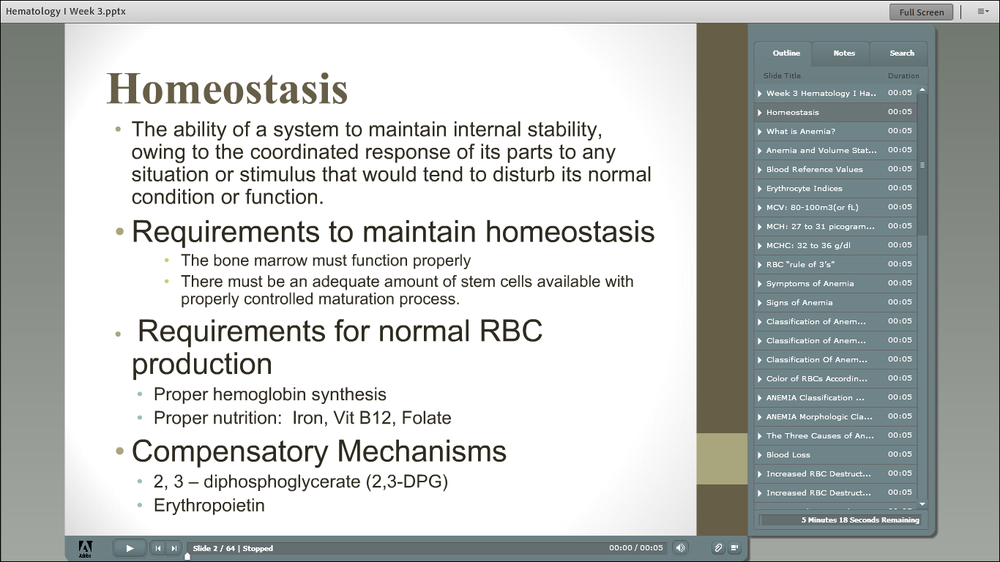 Hematology I Week 3.pptx
Full Screen
Homeostasis
• The ability of a system to maintain internal stability,
owing to the coordinated response of its parts to any
situation or stimulus that would tend to disturb its normal
condition or function.
• Requirements to maintain homeostasis
• The bone marrow must function properly
• There must be an adequate amount of stem cells available with
properly controlled maturation process.
• Requirements for normal RBC
production
• Proper hemoglobin synthesis
• Proper nutrition:  Iron, Vit B12, Folate
• Compensatory Mechanisms
• 2, 3 – diphosphoglycerate (2,3-DPG)
• Erythropoietin
Outline Notes Search
Slide Title Duration
Week 3 Hematology I Ha.. 00:05
Homeostasis 00:05
What is Anemia? 00:05
Anemia and Volume Stat... 00:05
Blood Reference Values 00:05
Erythrocyte Indices 00:05
MCV: 80-100m3(or fL) 00:05
MCH: 27 to 31 picogram... 00:05
MCHC: 32 to 36 g/dl 00:05
RBC “rule of 3’s” 00:05
Symptoms of Anemia 00:05
Signs of Anemia 00:05
Classification of Anem... 00:05
Classification of Anem... 00:05
Classification Of Anem... 00:05
Color of RBCs Accordin... 00:05
ANEMIA Classification ... 00:05
ANEMIA Morphologic Cla... 00:05
The Three Causes of An... 00:05
Blood Loss 00:05
Increased RBC Destruct... 00:05
Increased RBC Destruct... 00:05
5 Minutes 18 Seconds Remaining
Adobe
Slide 2 / 64 | Stopped 00:00 / 00:05